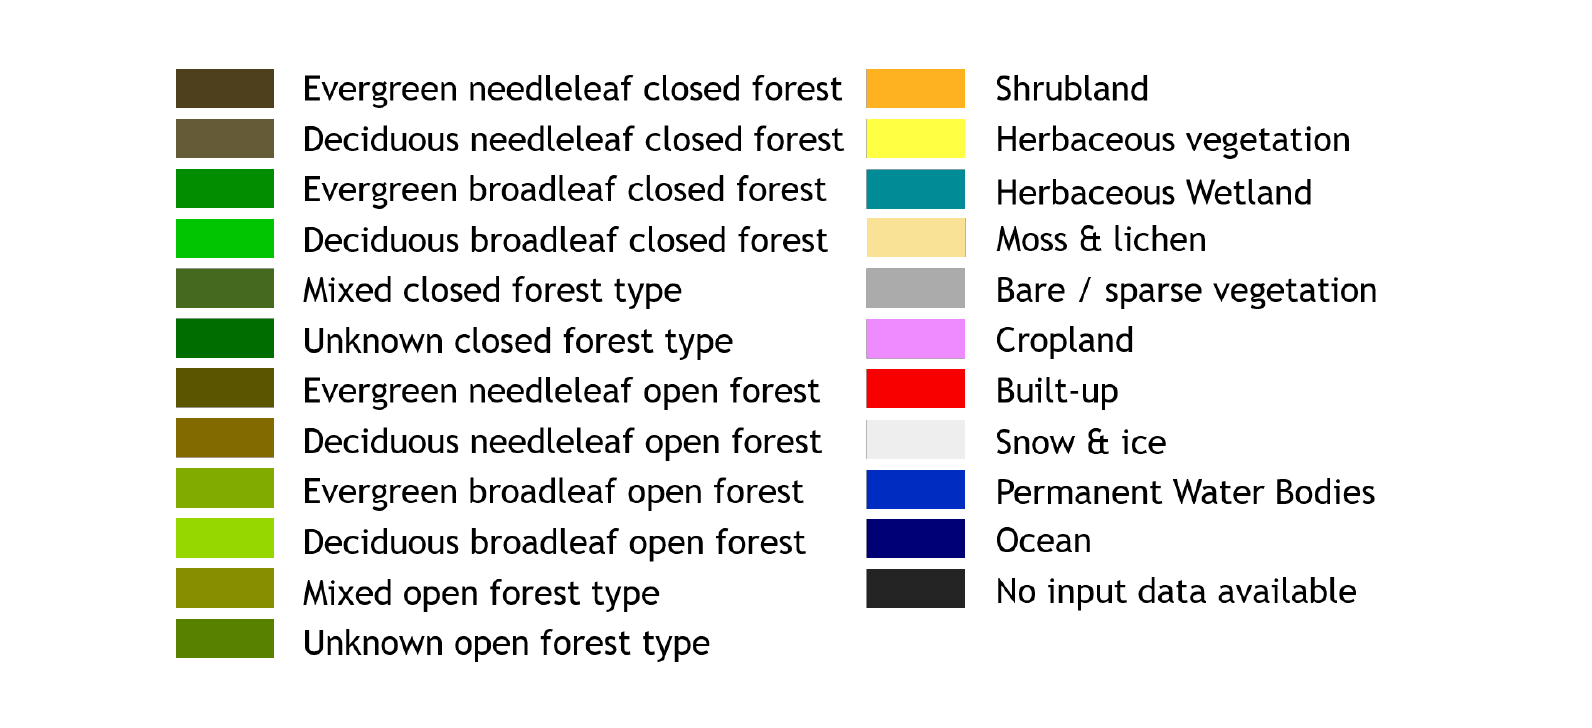 Evergreen needleleaf closed forest
Deciduous needleleaf closed forest
Evergreen broadleaf closed forest
Deciduous broadleaf closed forest
Mixed closed forest type
Unknown closed forest type
Evergreen needleleaf open forest
Deciduous needleleaf open forest
Evergreen broadleaf open forest
Deciduous broadleaf open forest
Mixed open forest type
Unknown open forest type
Shrubland
Herbaceous vegetation
Herbaceous Wetland
Moss & lichen
Bare / sparse vegetation
Cropland
Built-up
Snow & ice
Permanent Water Bodies
Ocean
No input data available